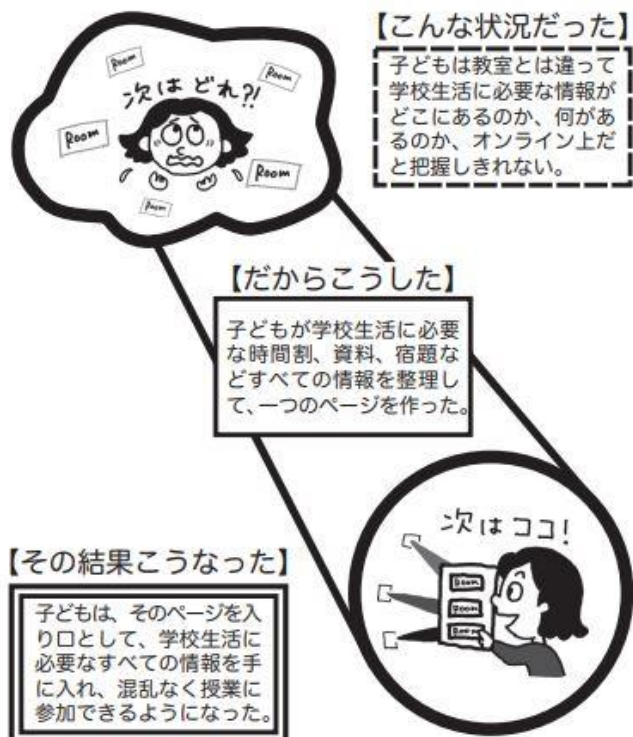 【こんな状況だった】
子どもは教室とは違って
学校生活に必要な情報が
どこにあるのか、何があ
るのか、オンライン上だ
と把握しきれない。
Room
Room
次はどれ?!
Room
Room
Room
【だからこうした】
子どもが学校生活に必要
な時間割、資料、宿題な
どすべての情報を整理し
て、一つのページを作った。
次はココ!
Room
Room
Room
【その結果こうなった】
子どもは、そのページを入
り口として、学校生活に
必要なすべての情報を手
に入れ、混乱なく授業に
参加できるようになった。